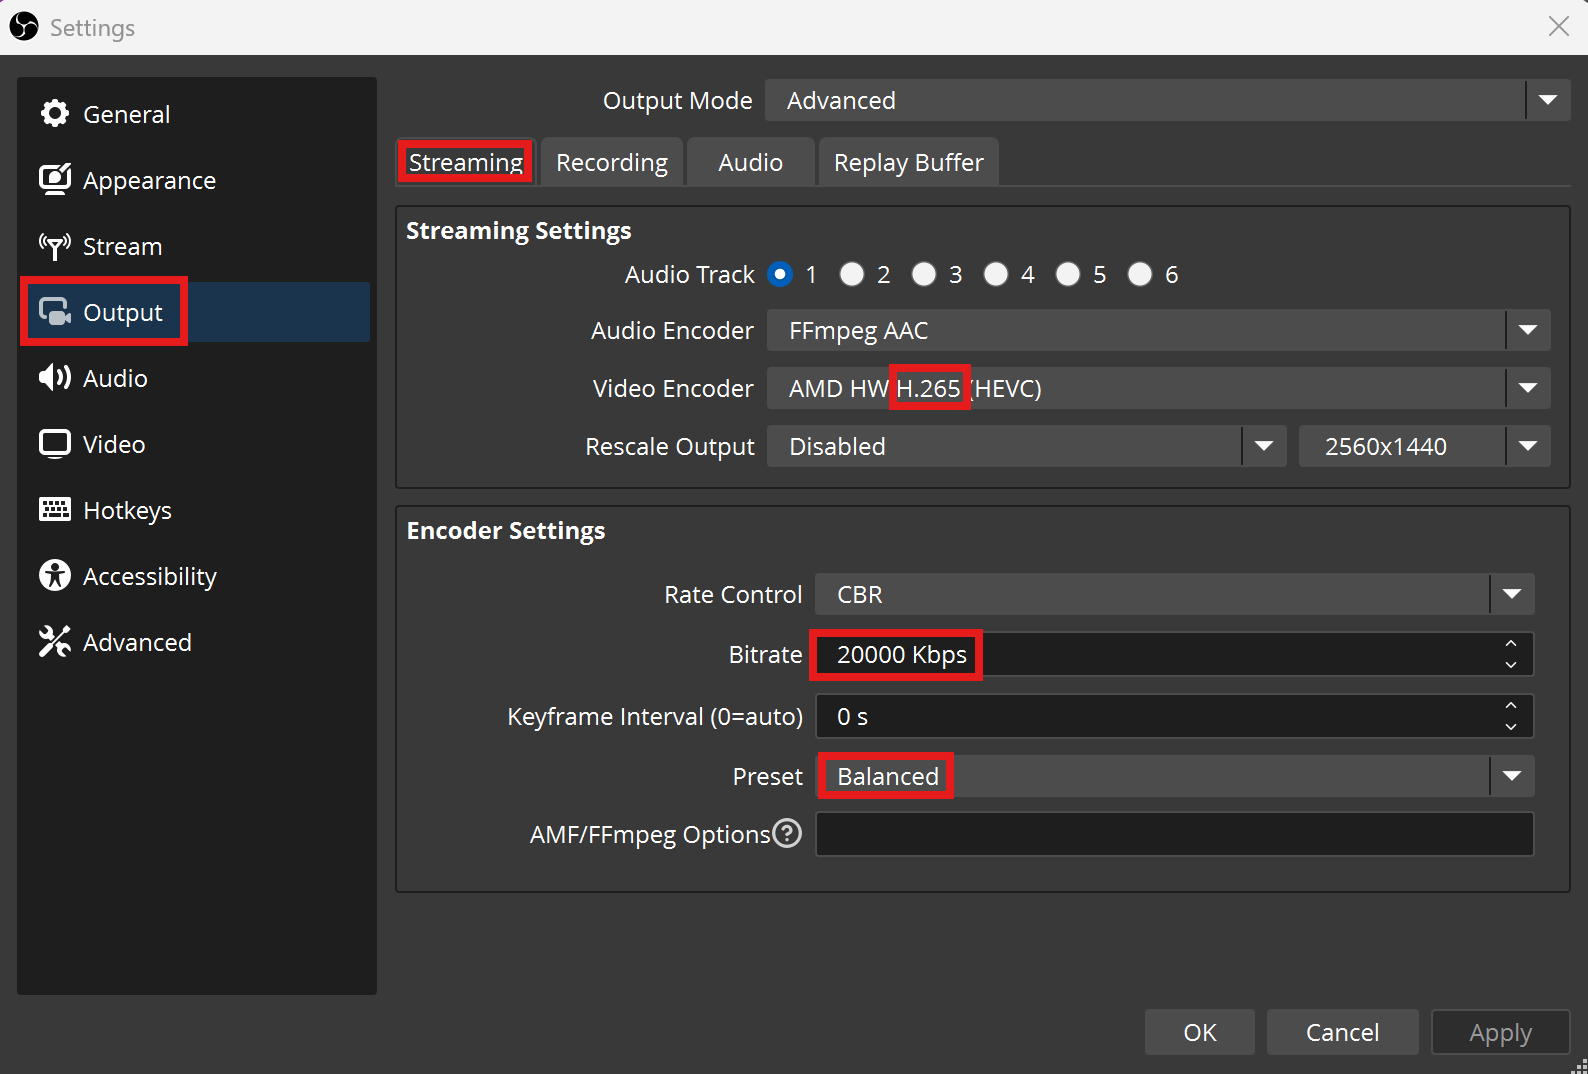 Settings
General
Appearance
Stream
Output
Audio
Video
Hotkeys
Accessibility
Advanced
Output Mode Advanced
Streaming Recording Audio Replay Buffer
Streaming Settings
Audio Track 1 2 3 4 5 6
Audio Encoder FFmpeg AAC
Video Encoder AMD HW H.265 (HEVC)
Rescale Output Disabled 2560x1440
Encoder Settings
Rate Control CBR
Bitrate 20000 Kbps
Keyframe Interval (0=auto) 0 s
Preset Balanced
AMF/FFmpeg Options ?
OK Cancel Apply